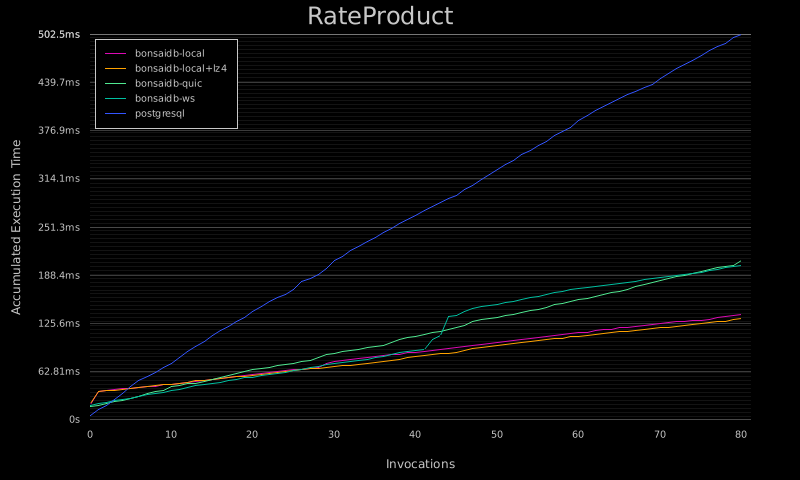 RateProduct
502.5ms
439.7ms
376.9ms
314.1ms
251.3ms
188.4ms
125.6ms
62.81ms
0s
Accumulated Execution Time
bonsaidb-local
bonsaidb-local+lz4
bonsaidb-quic
bonsaidb-ws
postgresql
0 10 20 30 40 50 60 70 80
Invocations